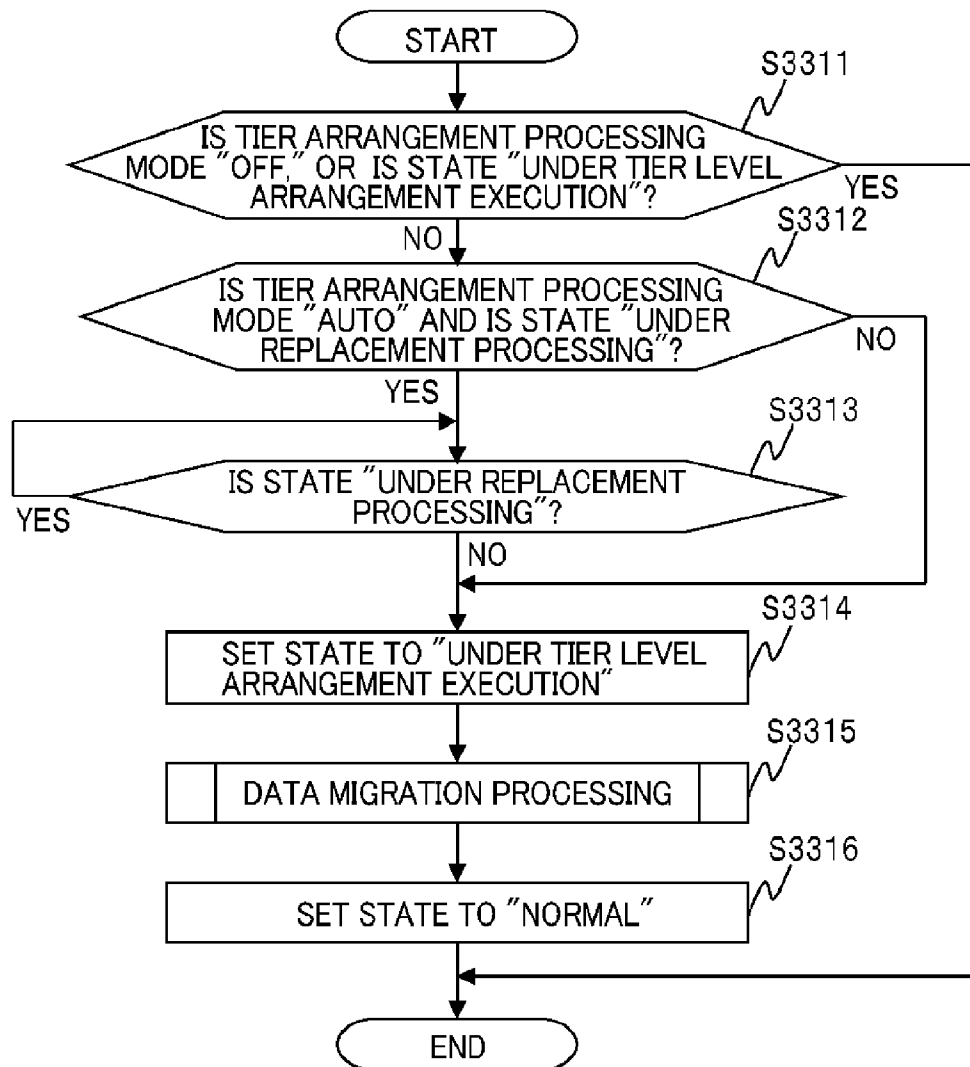 START
S3311
IS TIER ARRANGEMENT PROCESSING
MODE "OFF," OR IS STATE "UNDER TIER LEVEL
ARRANGEMENT EXECUTION"?
YES
NO
S3312
IS TIER ARRANGEMENT PROCESSING
MODE "AUTO" AND IS STATE "UNDER
REPLACEMENT PROCESSING"?
NO
YES
S3313
IS STATE "UNDER REPLACEMENT
PROCESSING"?
YES
NO
S3314
SET STATE TO "UNDER TIER LEVEL
ARRANGEMENT EXECUTION"
S3315
DATA MIGRATION PROCESSING
S3316
SET STATE TO "NORMAL"
END